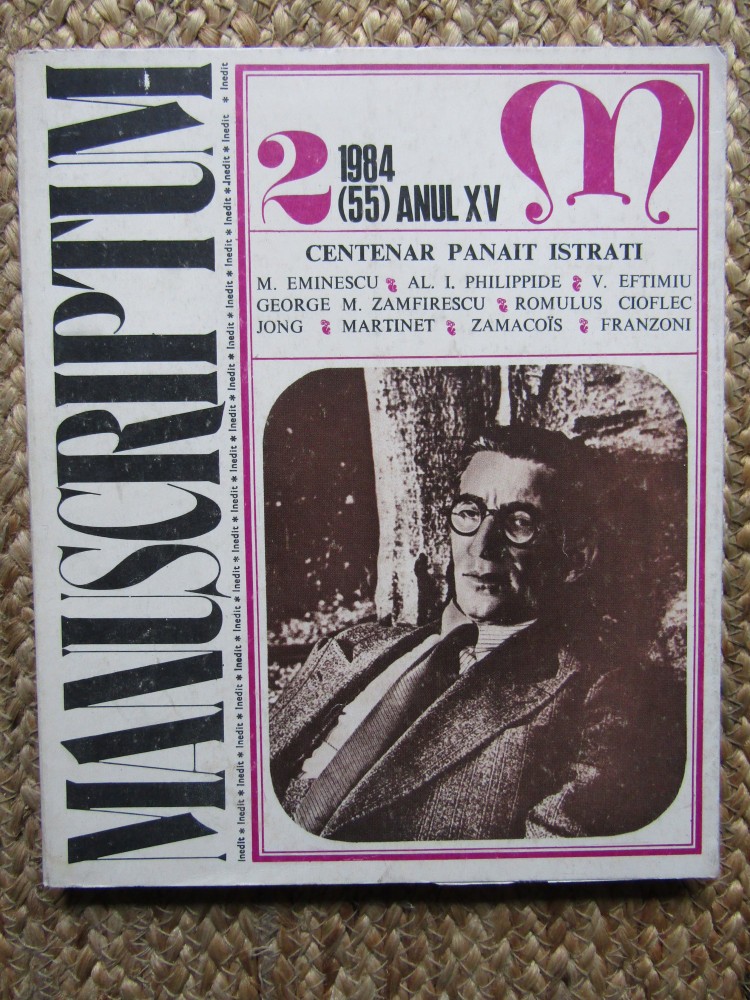 MANUSCRIPTUM
Inedit * Inedit * Inedit * Inedit * Inedit * Inedit * Inedit * Inedit * Inedit * Inedit * Inedit * Inedit * Inedit * Inedit * Inedit * Inedit * Inedit * Inedit * Inedit * Inedit * Inedit
2 1984
(55) ANUL XV
M
CENTENAR PANAIT ISTRATI
M. EMINESCU AL. I. PHILIPPIDE V. EFTIMIU
GEORGE M. ZAMFIRESCU ROMULUS CIOFLEC
JONG MARTINET ZAMACOÏS FRANZONI